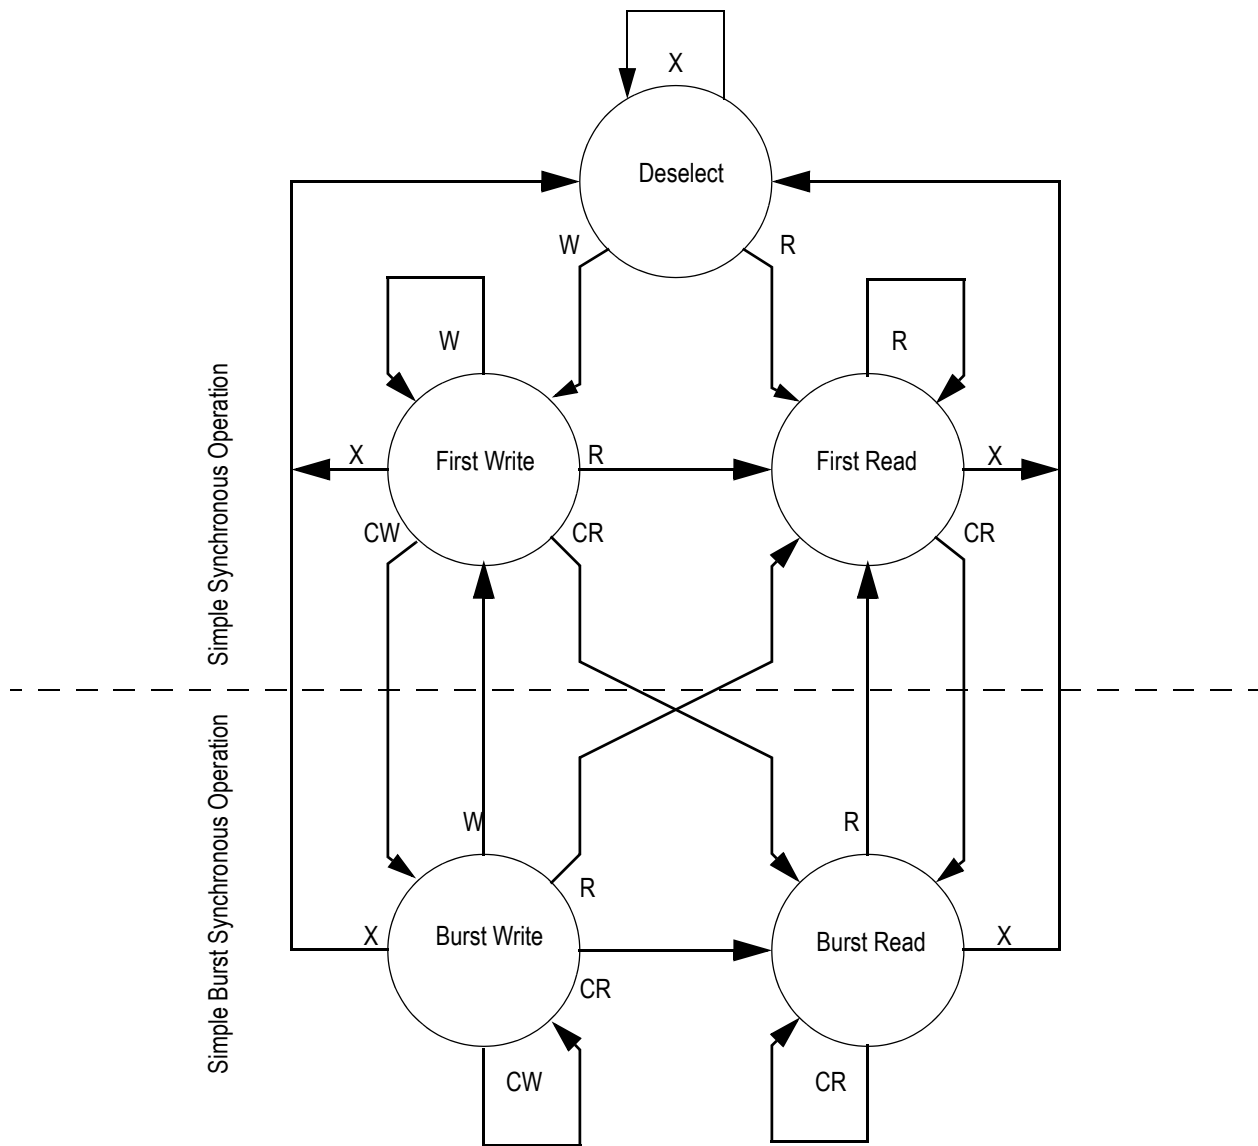 X
Deselect
W
R
W
R
Simple Synchronous Operation
X
First Write
R
First Read
X
CW
CR
CR
Simple Burst Synchronous Operation
W
R
R
X
Burst Write
Burst Read
X
CR
CW
CR